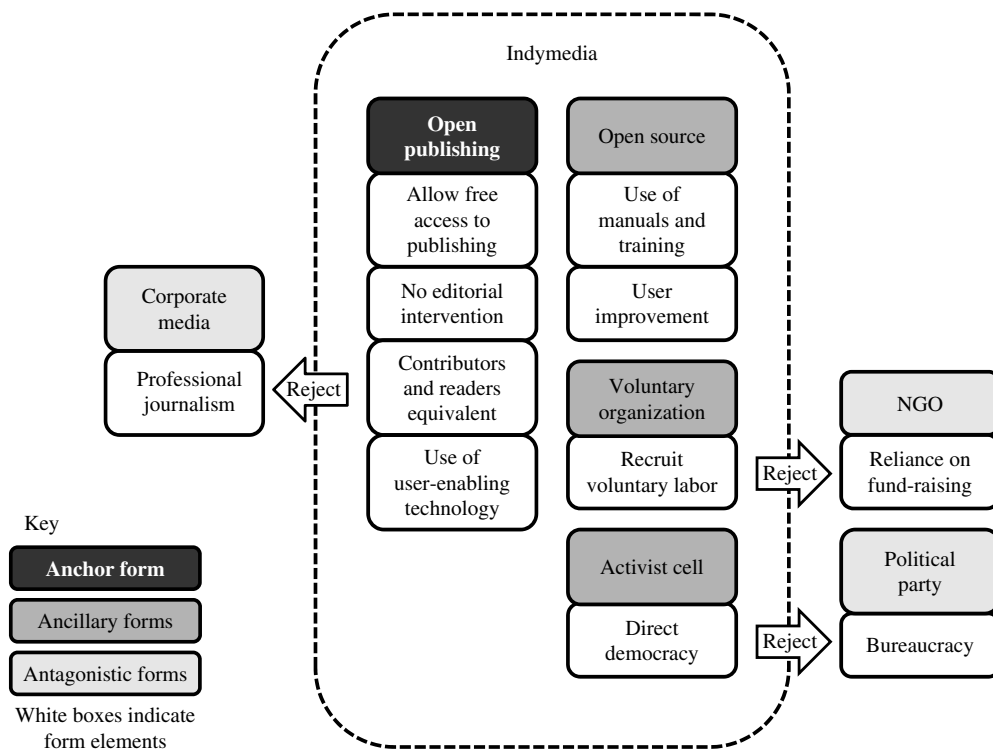 Indymedia
Open
publishing
Allow free
access to
publishing
No editorial
intervention
Contributors
and readers
equivalent
Use of
user-enabling
technology
Open source
Use of
manuals and
training
User
improvement
Voluntary
organization
Recruit
voluntary labor
Activist cell
Direct
democracy
Corporate
media
Professional
journalism
Reject
Reject
NGO
Reliance on
fund-raising
Reject
Political
party
Bureaucracy
Key
Anchor form
Ancillary forms
Antagonistic forms
White boxes indicate
form elements